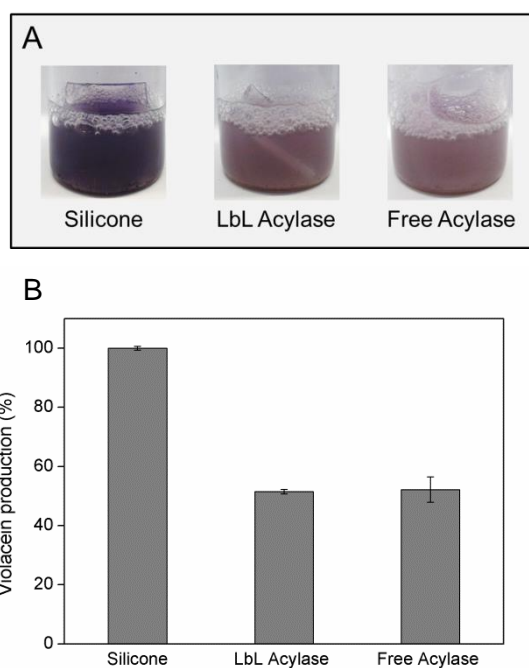 A
Silicone LbL Acylase Free Acylase
B
Violacein production (%)
100
80
60
40
20
0
Silicone LbL Acylase Free Acylase